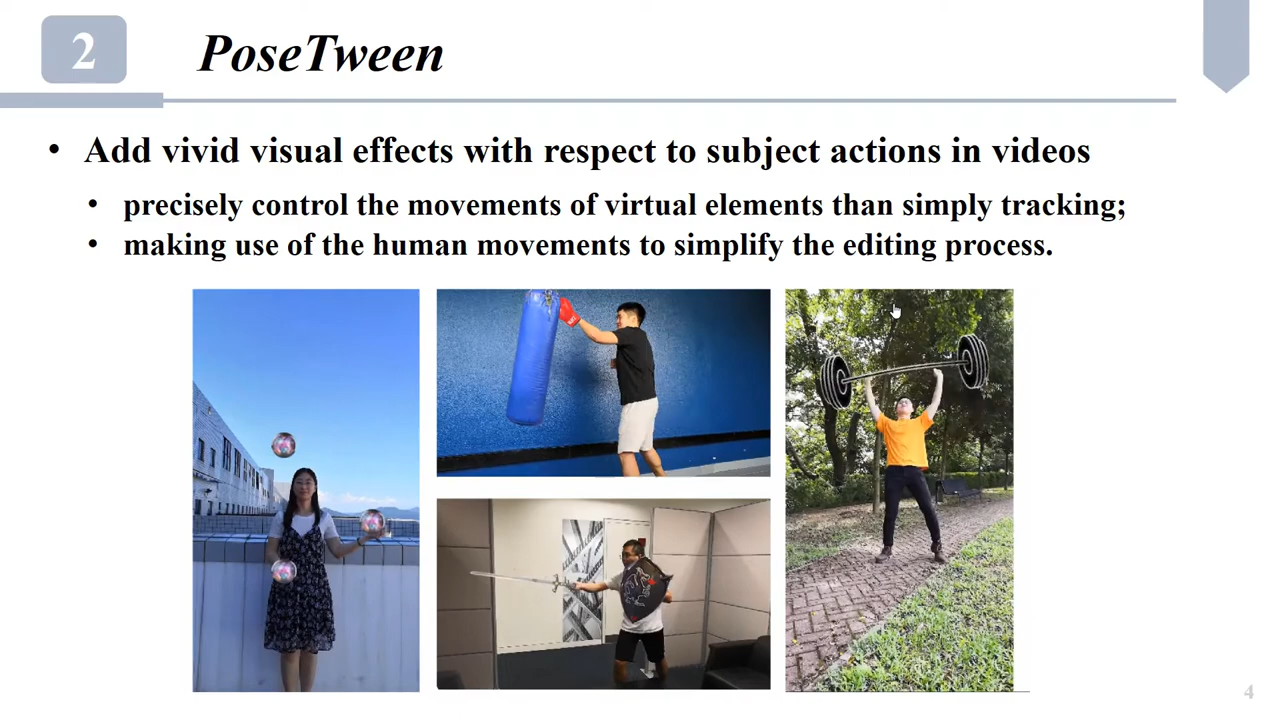 2
PoseTween
• Add vivid visual effects with respect to subject actions in videos
• precisely control the movements of virtual elements than simply tracking;
• making use of the human movements to simplify the editing process.
4